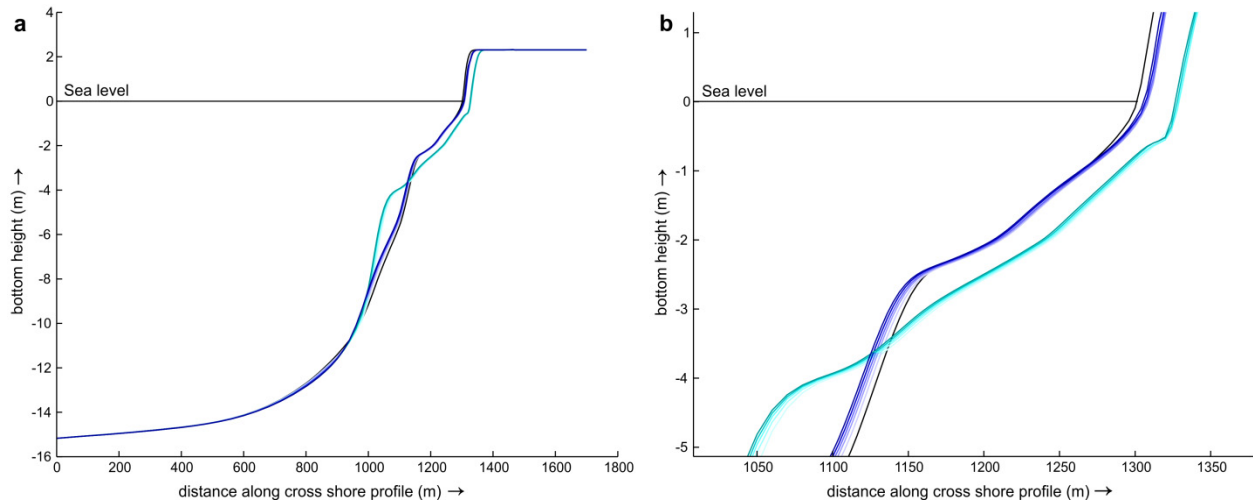 a
4
2
0
-2
-4
-6
-8
-10
-12
-14
-16
Sea level
bottom height (m) →
0 200 400 600 800 1000 1200 1400 1600 1800
distance along cross shore profile (m) →
b
1
0
-1
-2
-3
-4
-5
Sea level
bottom height (m) →
1050 1100 1150 1200 1250 1300 1350
distance along cross shore profile (m) →